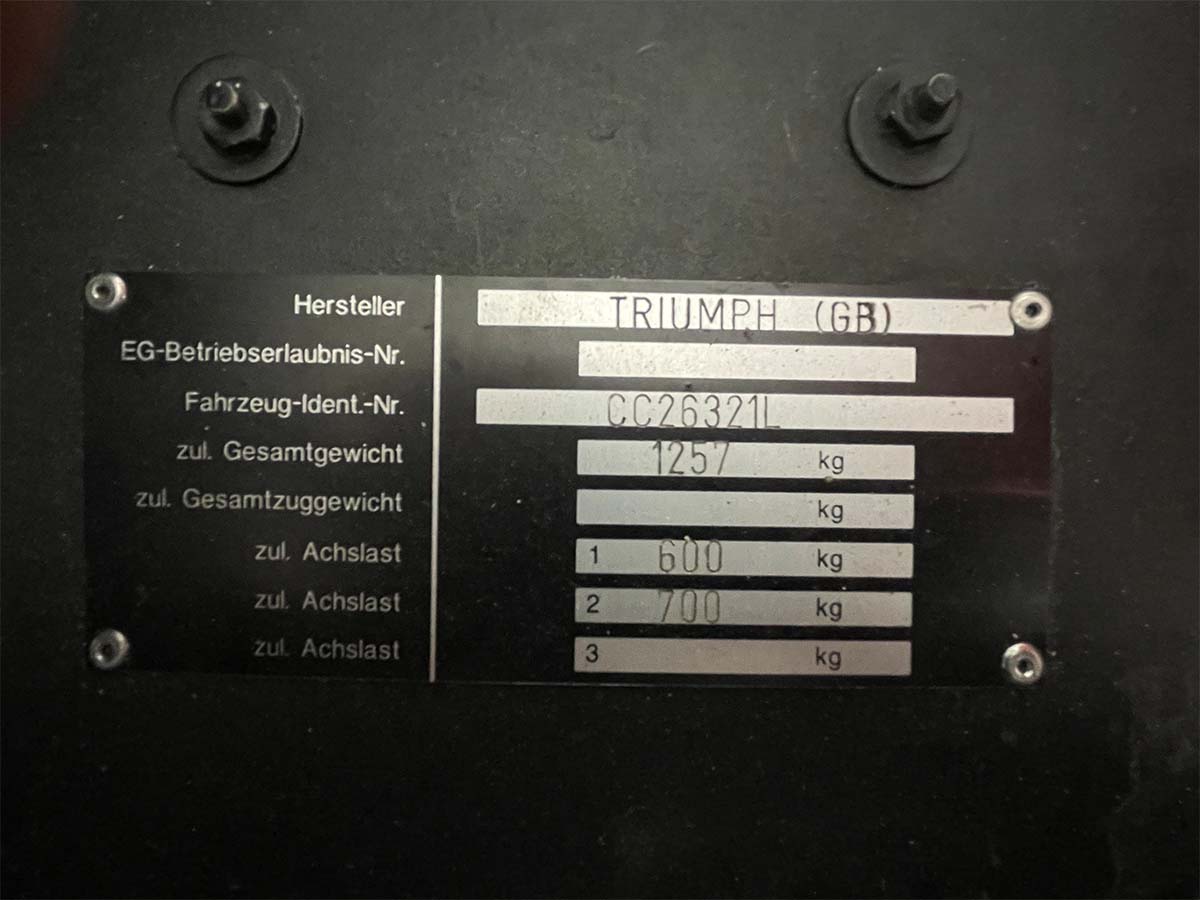 Hersteller TRIUMPH (GB)
EG-Betriebserlaubnis-Nr.
Fahrzeug-Ident.-Nr. CC26321L
zul. Gesamtgewicht 1257 kg
zul. Gesamtzuggewicht kg
zul. Achslast 1 600 kg
zul. Achslast 2 700 kg
zul. Achslast 3 kg